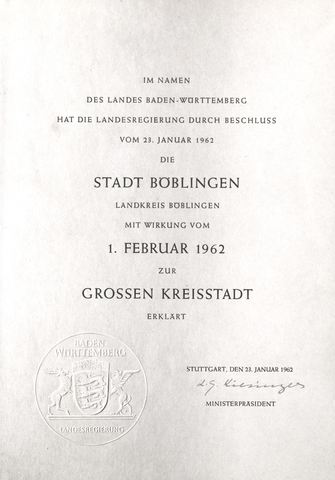 IM NAMEN
DES LANDES BADEN-WÜRTTEMBERG
HAT DIE LANDESREGIERUNG DURCH BESCHLUSS
VOM 23. JANUAR 1962
DIE
STADT BÖBLINGEN
LANDKREIS BÖBLINGEN
MIT WIRKUNG VOM
1. FEBRUAR 1962
ZUR
GROSSEN KREISSTADT
ERKLÄRT
BADEN
WÜRTTEMBERG
LANDESREGIERUNG
STUTTGART, DEN 23. JANUAR 1962
K. G. Kiesinger
MINISTERPRÄSIDENT